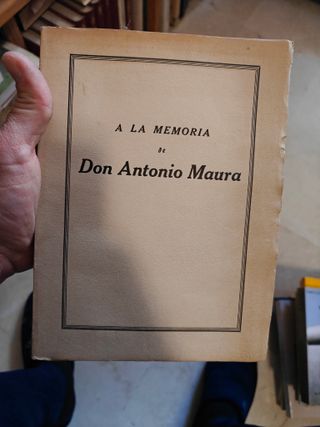 A LA MEMORIA
DE
Don Antonio Maura